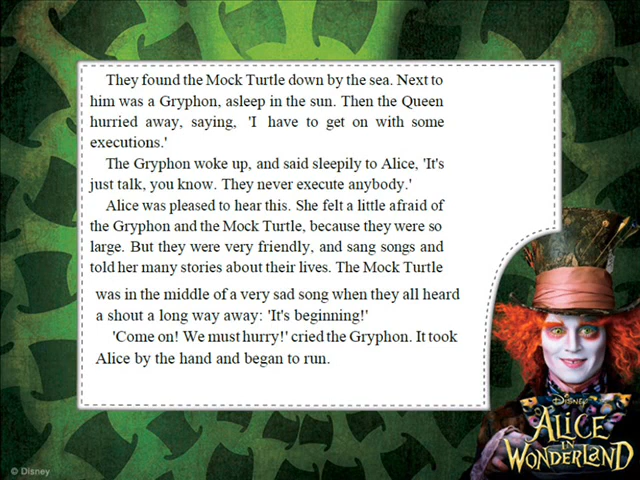 They found the Mock Turtle down by the sea. Next to
him was a Gryphon, asleep in the sun. Then the Queen
hurried away, saying, 'I have to get on with some
executions.'
The Gryphon woke up, and said sleepily to Alice, 'It's
just talk, you know. They never execute anybody.'
Alice was pleased to hear this. She felt a little afraid of
the Gryphon and the Mock Turtle, because they were so
large. But they were very friendly, and sang songs and
told her many stories about their lives. The Mock Turtle
was in the middle of a very sad song when they all heard
a shout a long way away: 'It's beginning!'
'Come on! We must hurry!' cried the Gryphon. It took
Alice by the hand and began to run.
DISNEY
ALICE
IN
WONDERLAND
© Disney